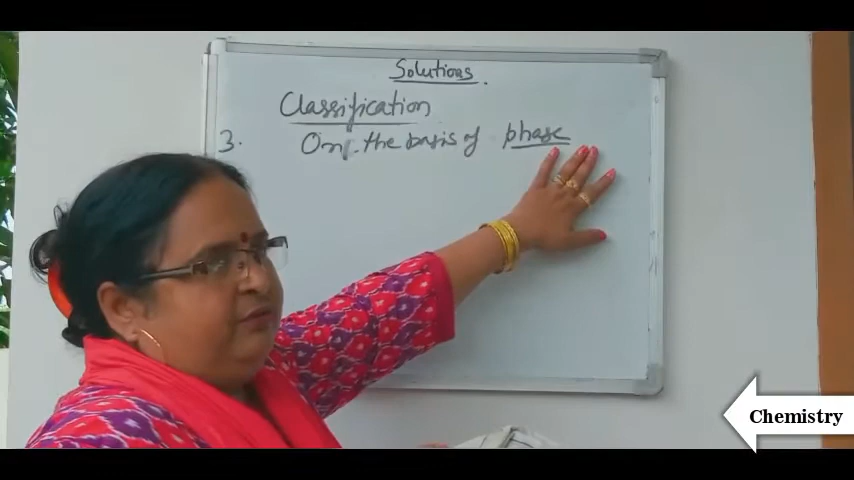 Solutions.
Classification
3. On the basis of phase
Chemistry